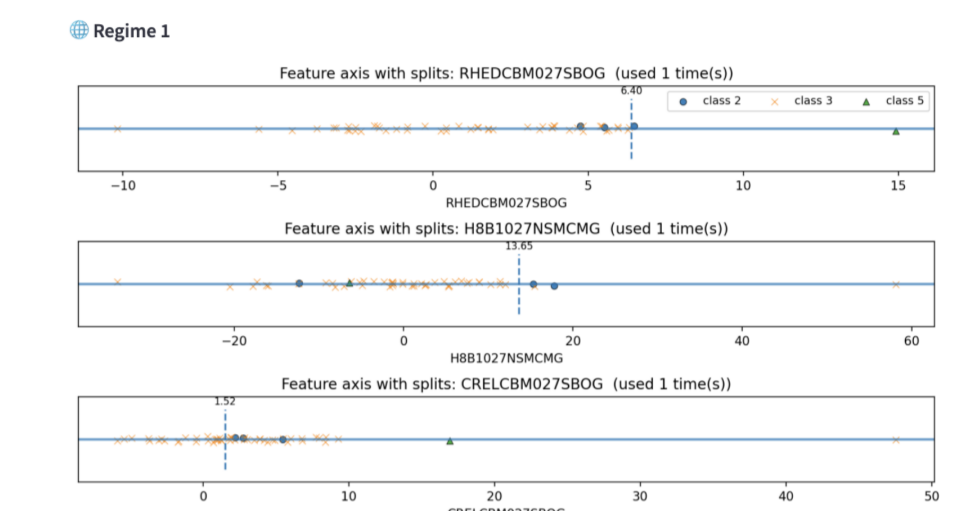 Regime 1
Feature axis with splits: RHEDCBM027SBOG (used 1 time(s))
6.40
class 2 class 3 class 5
−10 −5 0 5 10 15
RHEDCBM027SBOG
Feature axis with splits: H8B1027NSMCMG (used 1 time(s))
13.65
−20 0 20 40 60
H8B1027NSMCMG
Feature axis with splits: CRELCBM027SBOG (used 1 time(s))
1.52
0 10 20 30 40 50
CRELCBM027SBOG